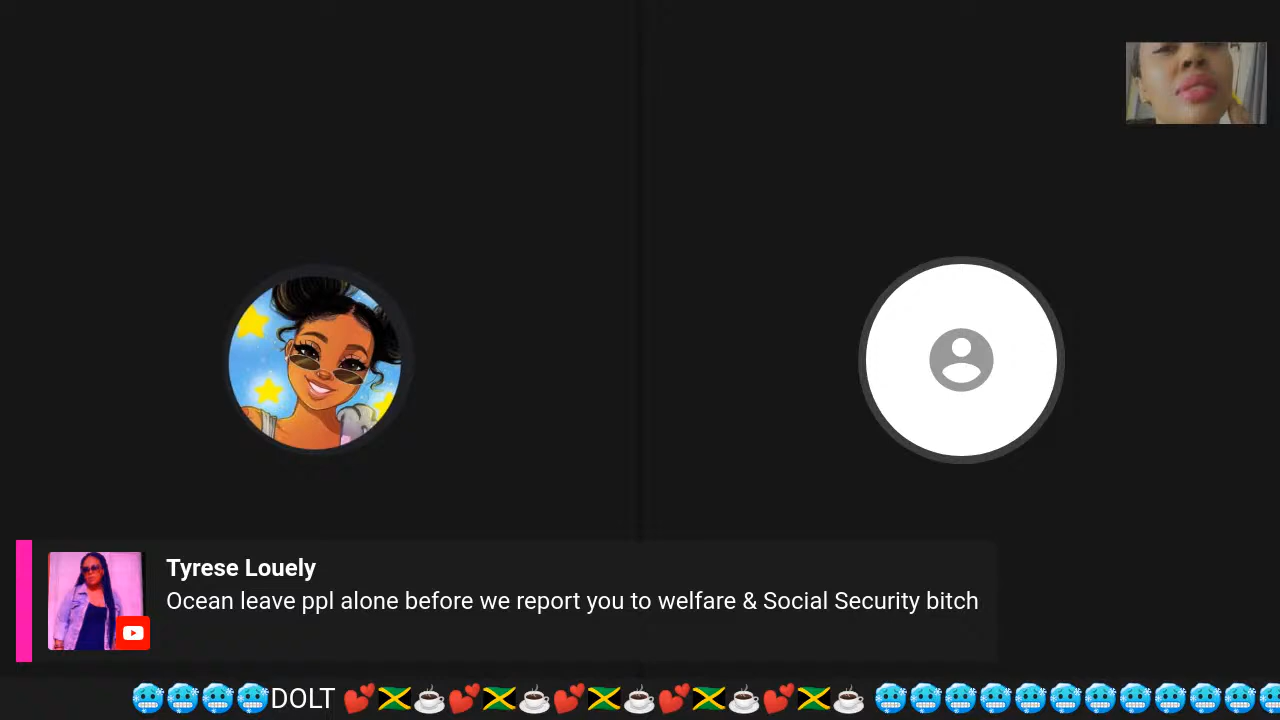 Tyrese Louely
Ocean leave ppl alone before we report you to welfare & Social Security bitch
🥶🥶🥶🥶DOLT 💕🇯🇲☕💕🇯🇲☕💕🇯🇲☕💕🇯🇲☕💕🇯🇲☕ 🥶🥶🥶🥶🥶🥶🥶🥶🥶🥶🥶🥶